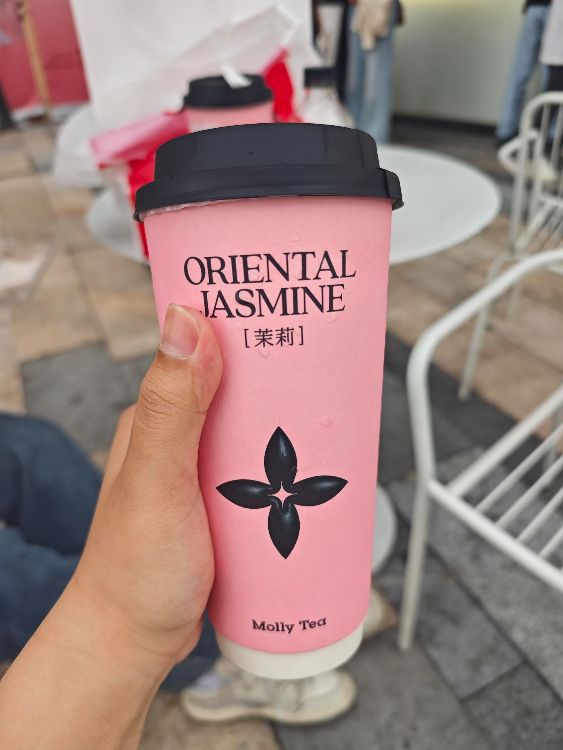 ORIENTAL
JASMINE
[茉莉]
Molly Tea